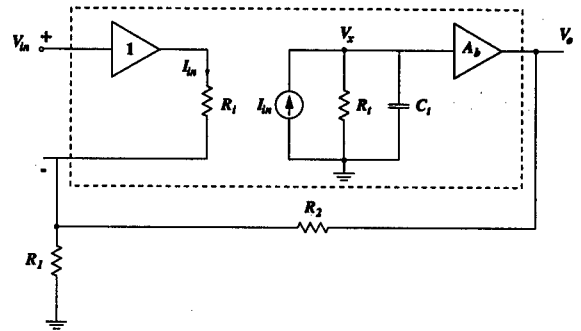 V_in
+
1
I_in
R_i
I_in
V_x
R_t
C_t
A_b
V_o
-
R_2
R_1